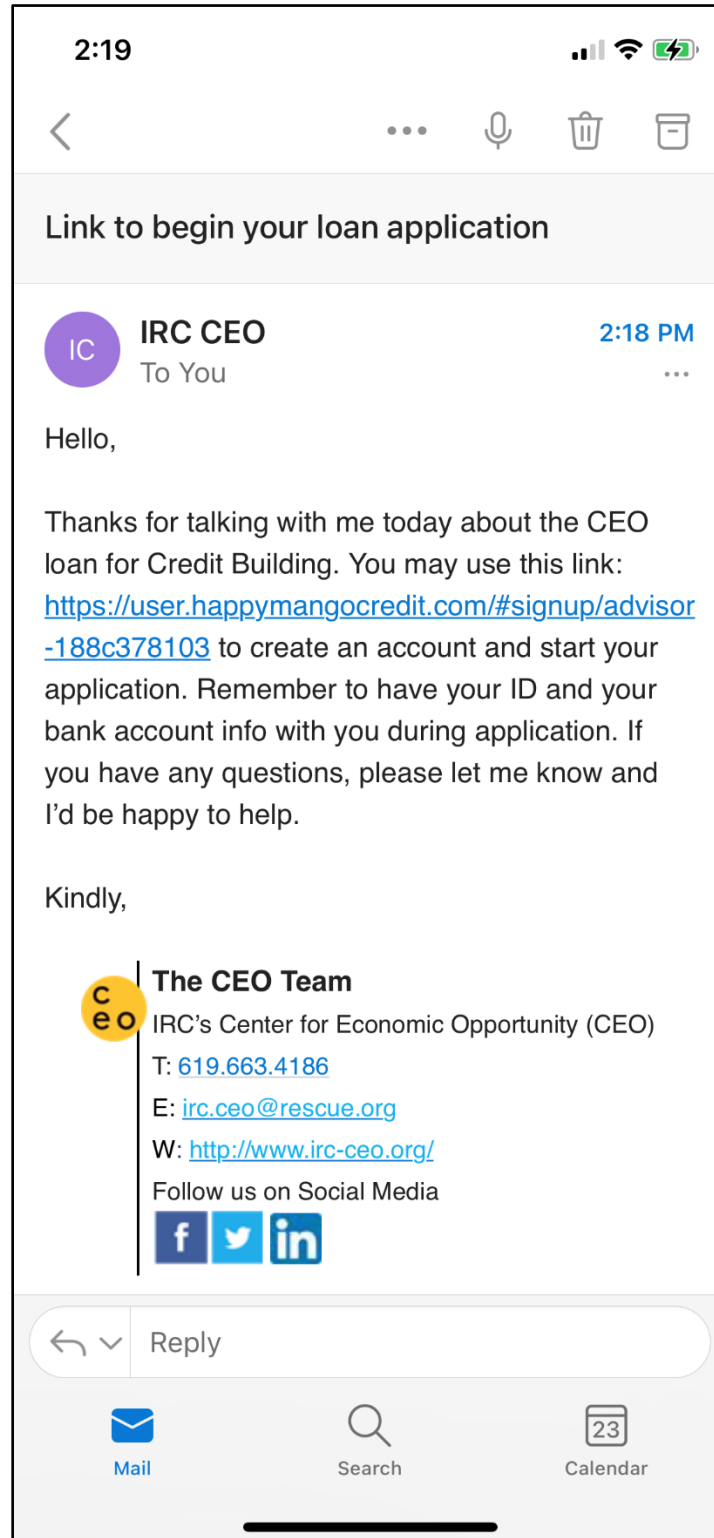 2:19
Link to begin your loan application
IC
IRC CEO
2:18 PM
To You
Hello,
Thanks for talking with me today about the CEO
loan for Credit Building. You may use this link:
https://user.happymangocredit.com/#signup/advisor
-188c378103 to create an account and start your
application. Remember to have your ID and your
bank account info with you during application. If
you have any questions, please let me know and
I'd be happy to help.
Kindly,
c
eo
The CEO Team
IRC's Center for Economic Opportunity (CEO)
T: 619.663.4186
E: irc.ceo@rescue.org
W: http://www.irc-ceo.org/
Follow us on Social Media
f
in
Reply
23
Mail
Search
Calendar